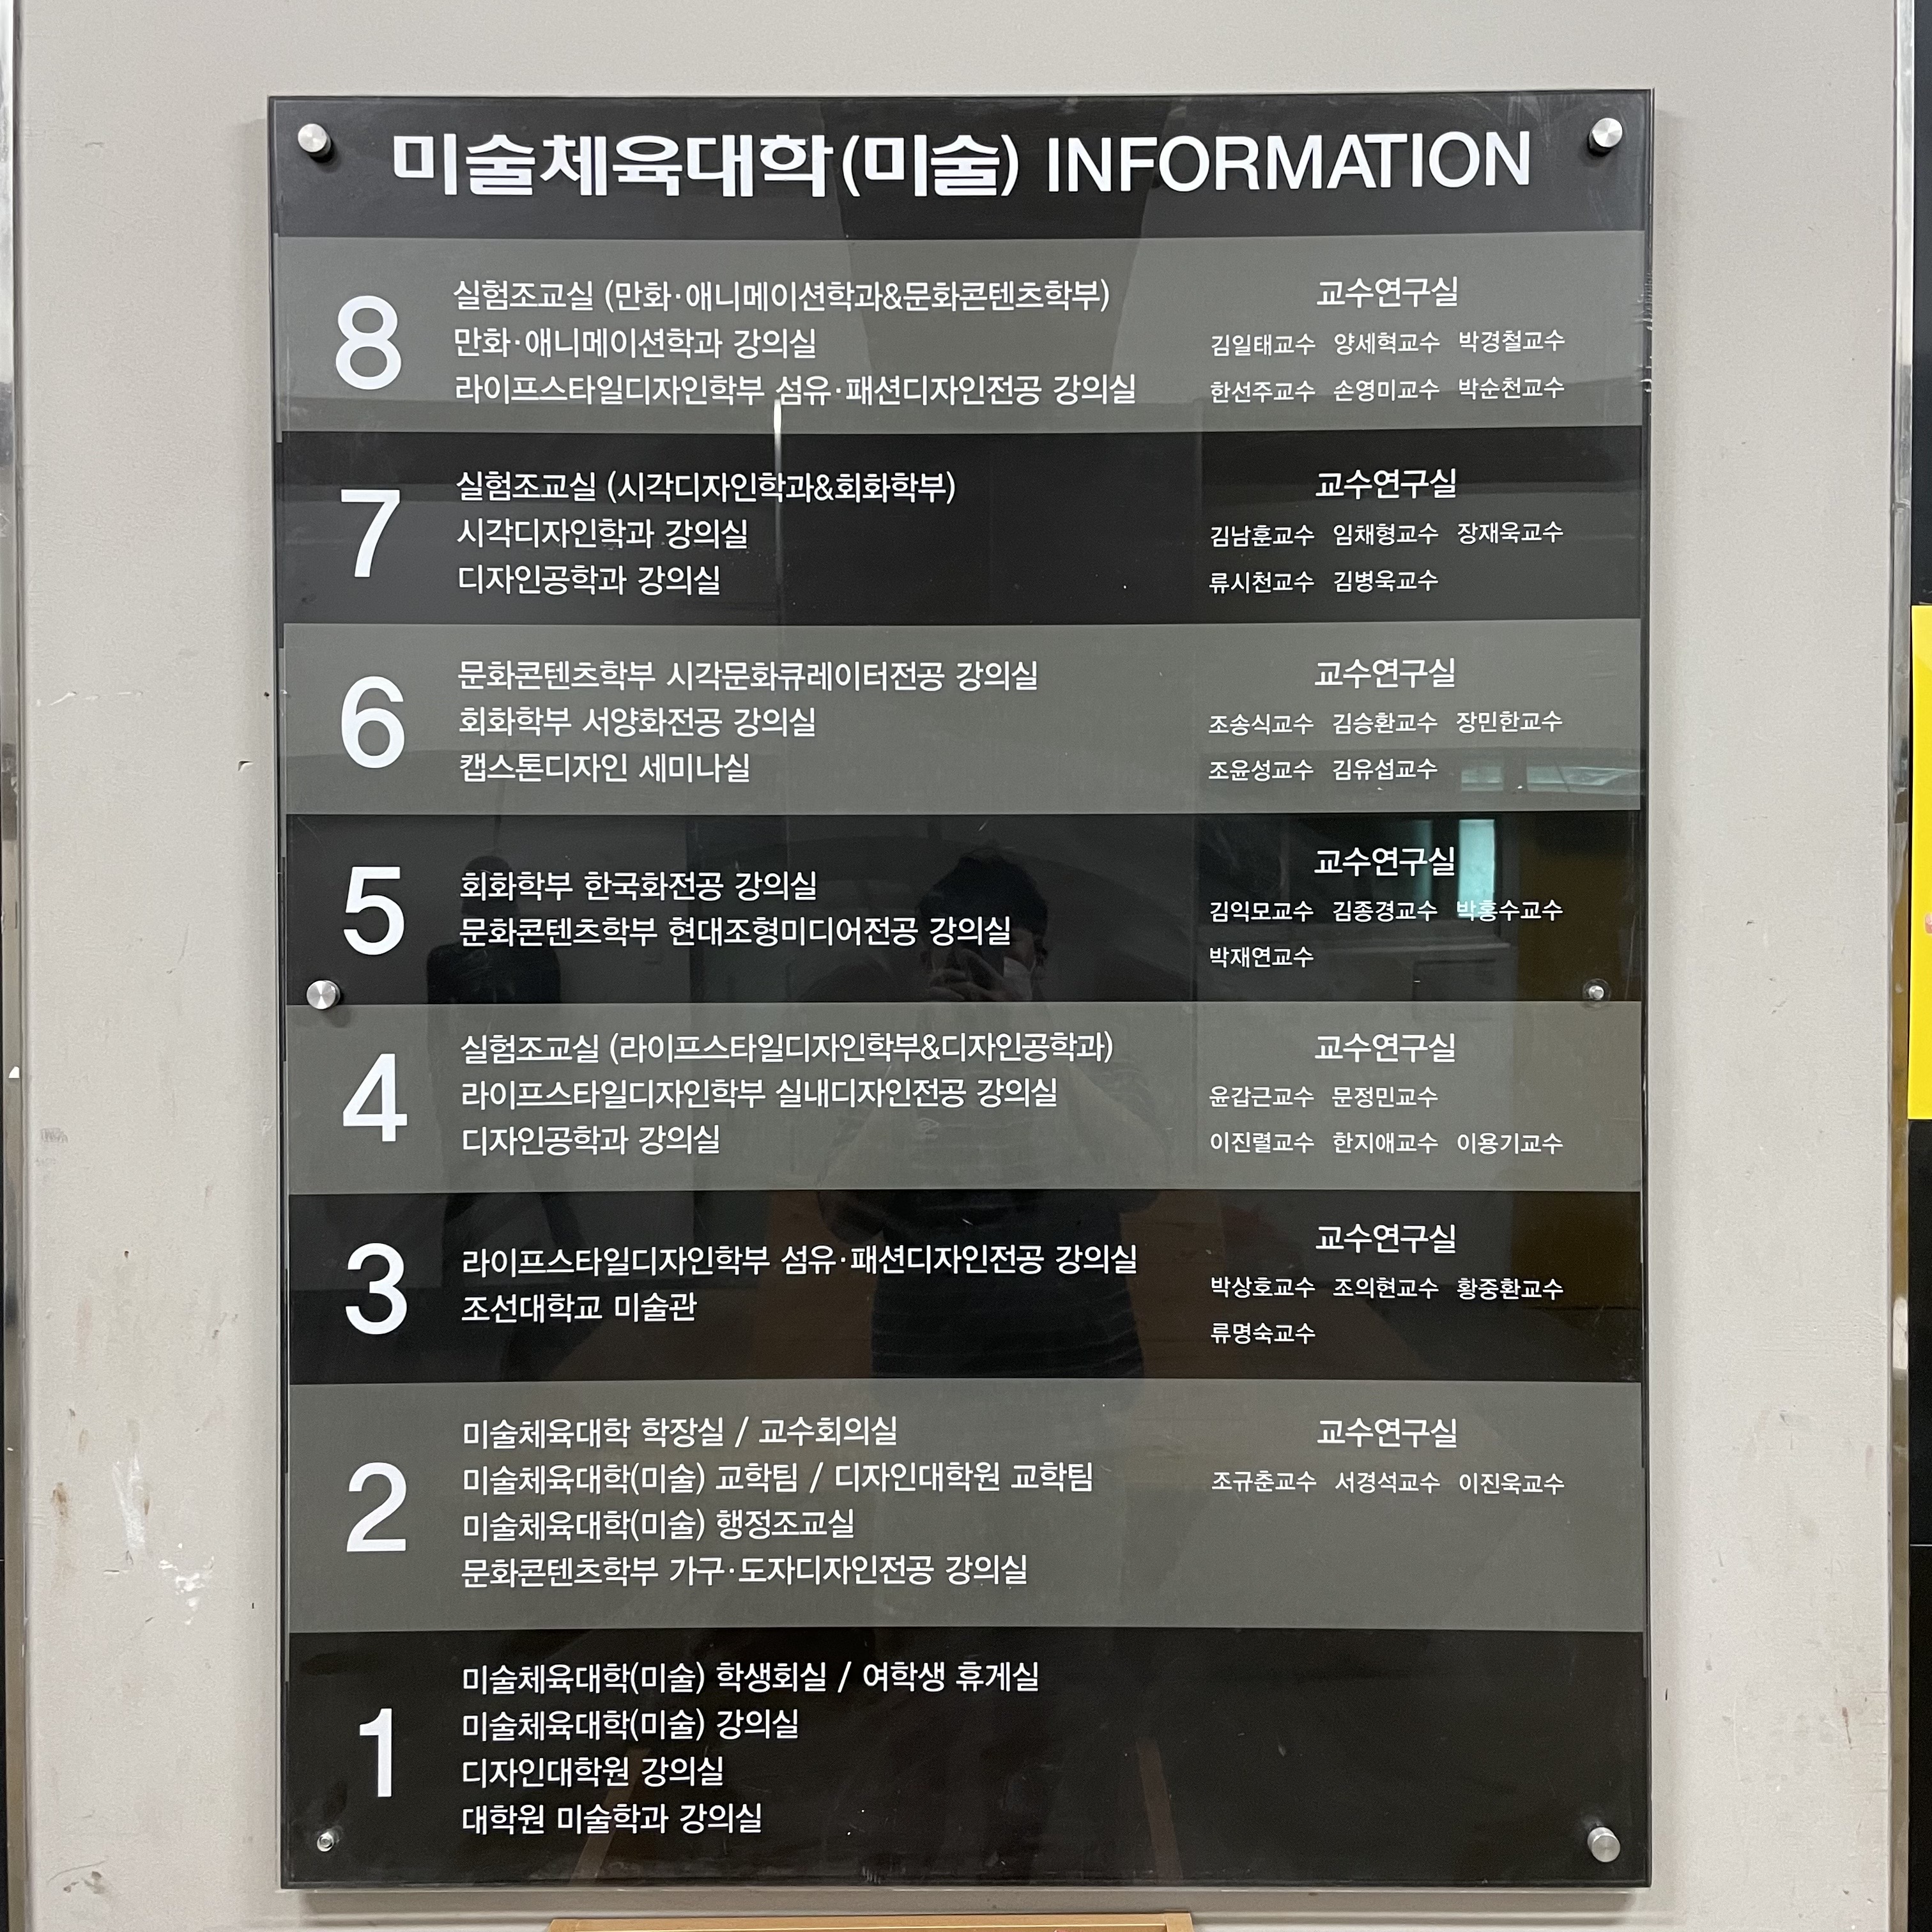 미술체육대학(미술) INFORMATION
8
실험조교실 (만화·애니메이션학과&문화콘텐츠학부)
만화·애니메이션학과 강의실
라이프스타일디자인학부 섬유·패션디자인전공 강의실
교수연구실
김일태교수 양세혁교수 박경철교수
한선주교수 손영미교수 박순천교수
7
실험조교실 (시각디자인학과&회화학부)
시각디자인학과 강의실
디자인공학과 강의실
교수연구실
김남훈교수 임채형교수 장재욱교수
류시천교수 김병욱교수
6
문화콘텐츠학부 시각문화큐레이터전공 강의실
회화학부 서양화전공 강의실
캡스톤디자인 세미나실
교수연구실
조송식교수 김승환교수 장민한교수
조윤성교수 김유섭교수
5
회화학부 한국화전공 강의실
문화콘텐츠학부 현대조형미디어전공 강의실
교수연구실
김익모교수 김종경교수 박홍수교수
박재연교수
4
실험조교실 (라이프스타일디자인학부&디자인공학과)
라이프스타일디자인학부 실내디자인전공 강의실
디자인공학과 강의실
교수연구실
윤갑근교수 문정민교수
이진렬교수 한지애교수 이용기교수
3
라이프스타일디자인학부 섬유·패션디자인전공 강의실
조선대학교 미술관
교수연구실
박상호교수 조의현교수 황중환교수
류명숙교수
2
미술체육대학 학장실 / 교수회의실
미술체육대학(미술) 교학팀 / 디자인대학원 교학팀
미술체육대학(미술) 행정조교실
문화콘텐츠학부 가구·도자디자인전공 강의실
교수연구실
조규춘교수 서경석교수 이진욱교수
1
미술체육대학(미술) 학생회실 / 여학생 휴게실
미술체육대학(미술) 강의실
디자인대학원 강의실
대학원 미술학과 강의실